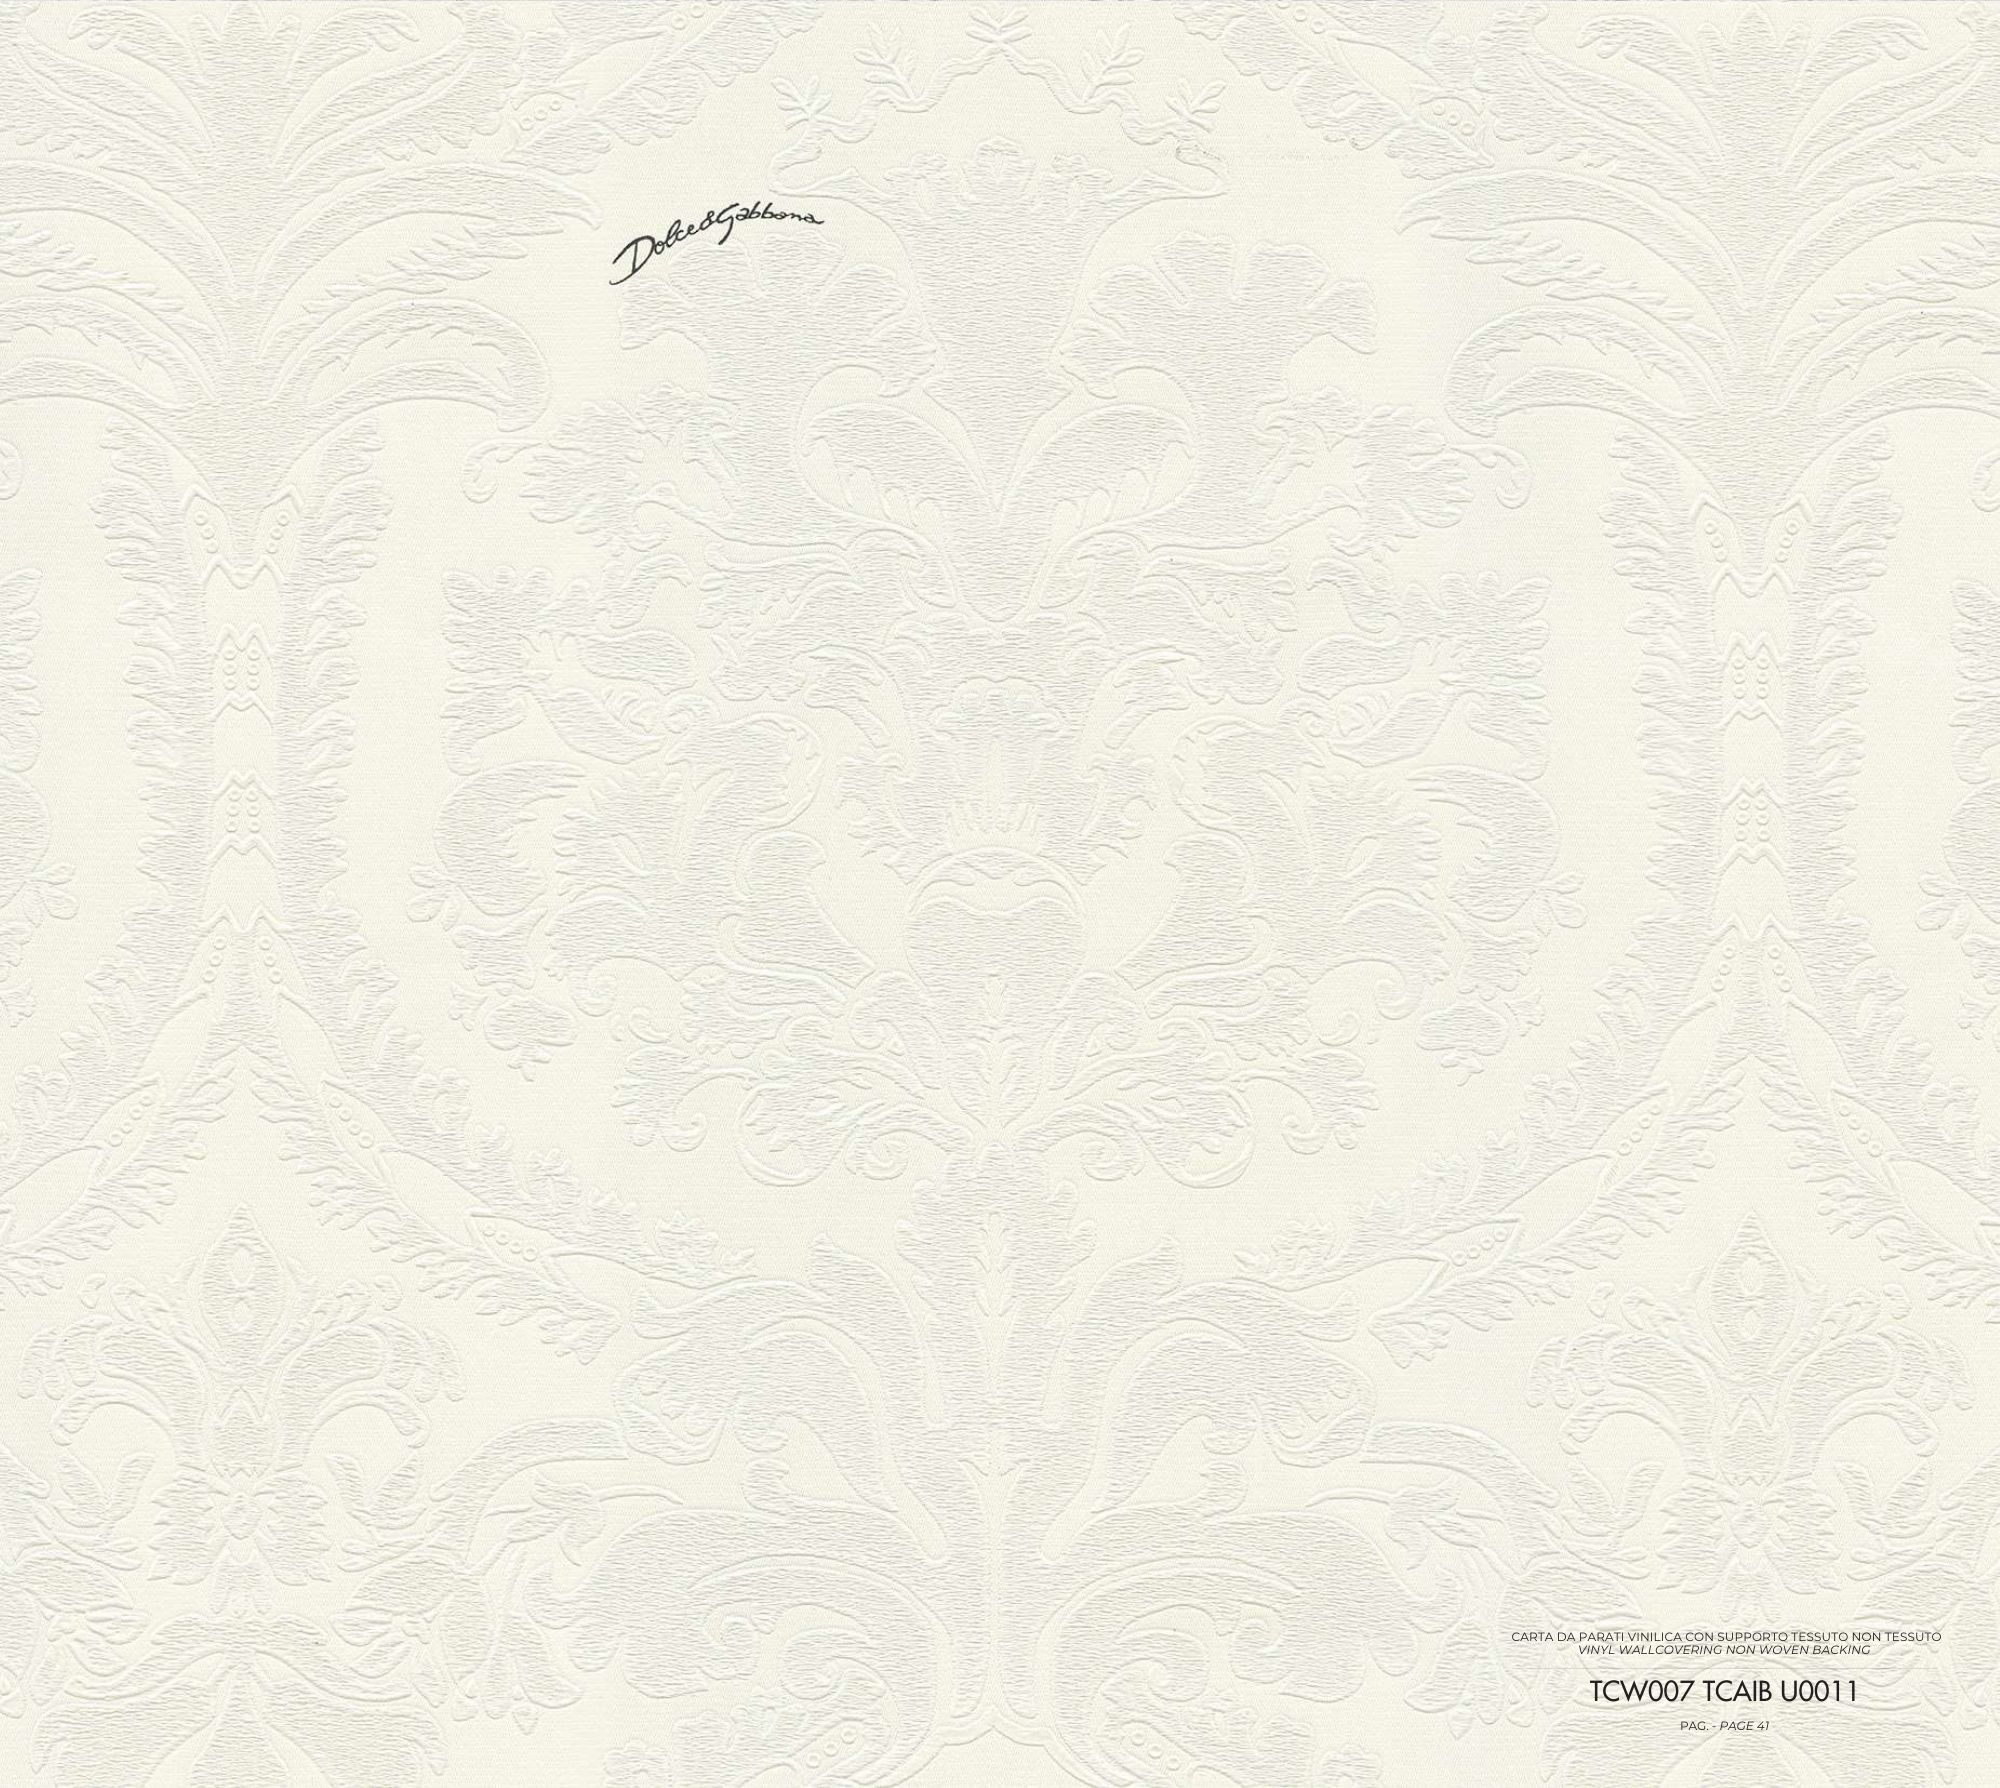 Dolce&Gabbana
CARTA DA PARATI VINILICA CON SUPPORTO TESSUTO NON TESSUTO
VINYL WALLCOVERING NON WOVEN BACKING
TCW007 TCAIB U0011
PAG. - PAGE 41